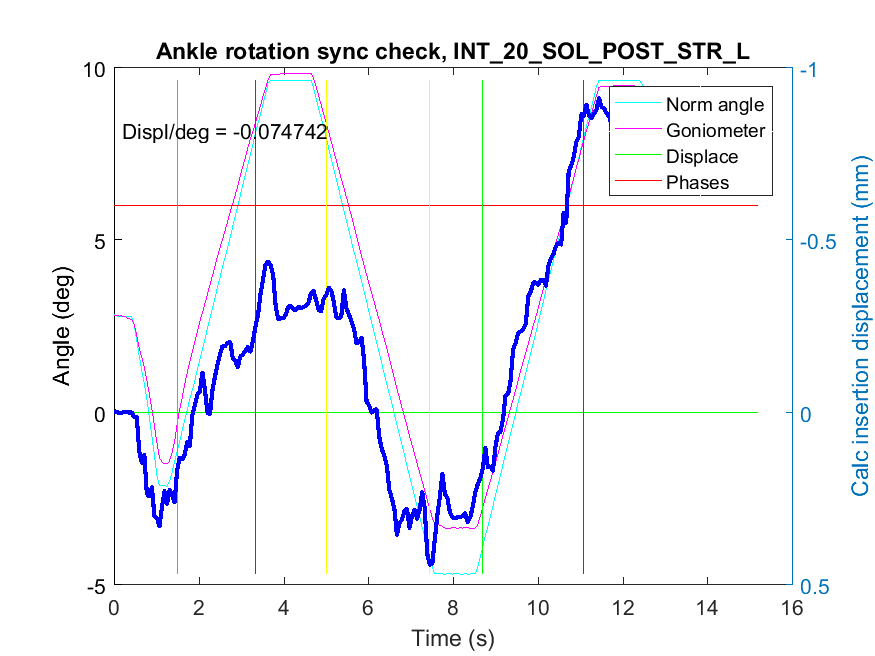 Ankle rotation sync check, INT_20_SOL_POST_STR_L
10
5
0
-5
Angle (deg)
Displ/deg = -0.074742
Norm angle
Goniometer
Displace
Phases
-1
-0.5
0
0.5
Calc insertion displacement (mm)
0
2
4
6
8
10
12
14
16
Time (s)